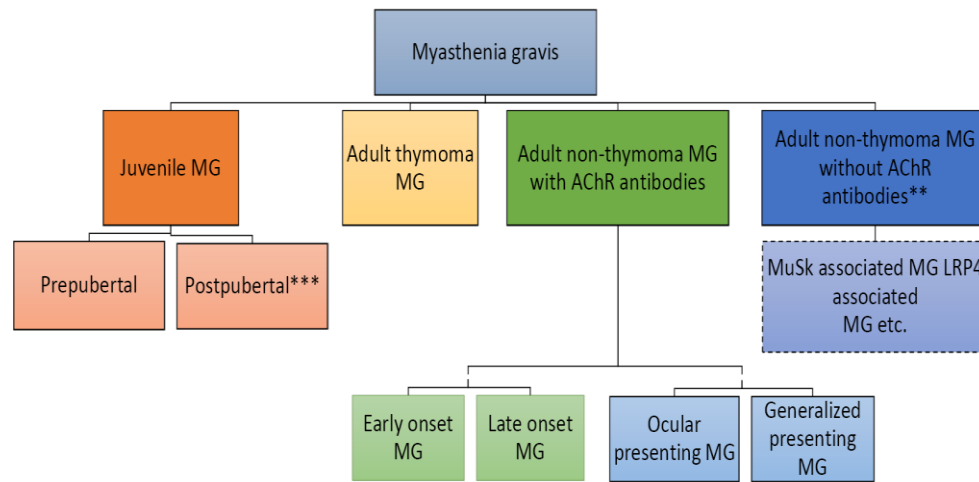 Myasthenia gravis
Juvenile MG
Adult thymoma
MG
Adult non-thymoma MG
with AChR antibodies
Adult non-thymoma MG
without AChR
antibodies**
Prepubertal
Postpubertal***
MuSk associated MG LRP4
associated
MG etc.
Early onset
MG
Late onset
MG
Ocular
presenting MG
Generalized
presenting
MG